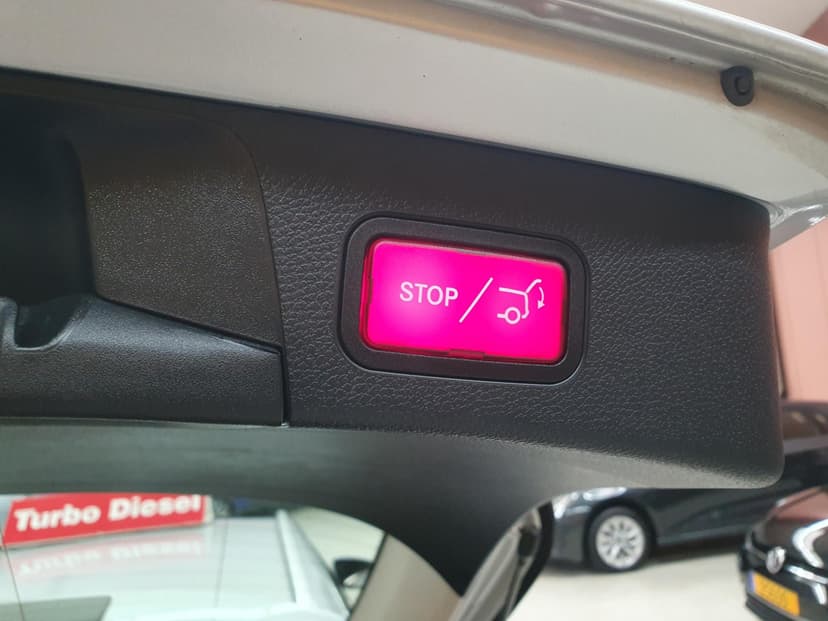 STOP /
Turbo Diesel